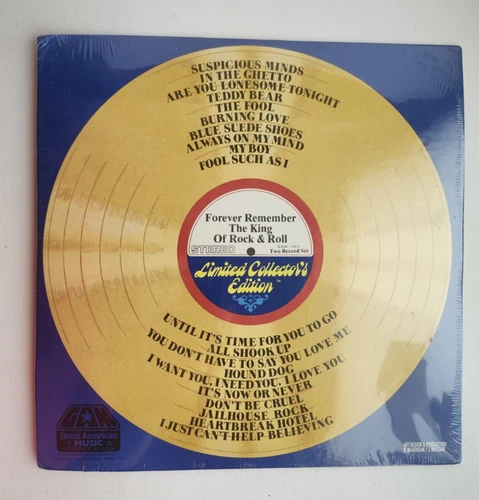 SUSPICIOUS MINDS
IN THE GHETTO
ARE YOU LONESOME TONIGHT
TEDDY BEAR
THE FOOL
BURNING LOVE
BLUE SUEDE SHOES
ALWAYS ON MY MIND
MY BOY
FOOL SUCH AS I
Forever Remember
The King
Of Rock & Roll
STEREO
Two Record Set
Limited Collector's
Edition
UNTIL IT'S TIME FOR YOU TO GO
ALL SHOOK UP
YOU DON'T HAVE TO SAY YOU LOVE ME
HOUND DOG
I WANT YOU, I NEED YOU, I LOVE YOU
IT'S NOW OR NEVER
DON'T BE CRUEL
JAILHOUSE ROCK
HEARTBREAK HOTEL
I JUST CAN'T HELP BELIEVING
GAM
Great American
MUSIC
ART DESIGN & PRODUCTION